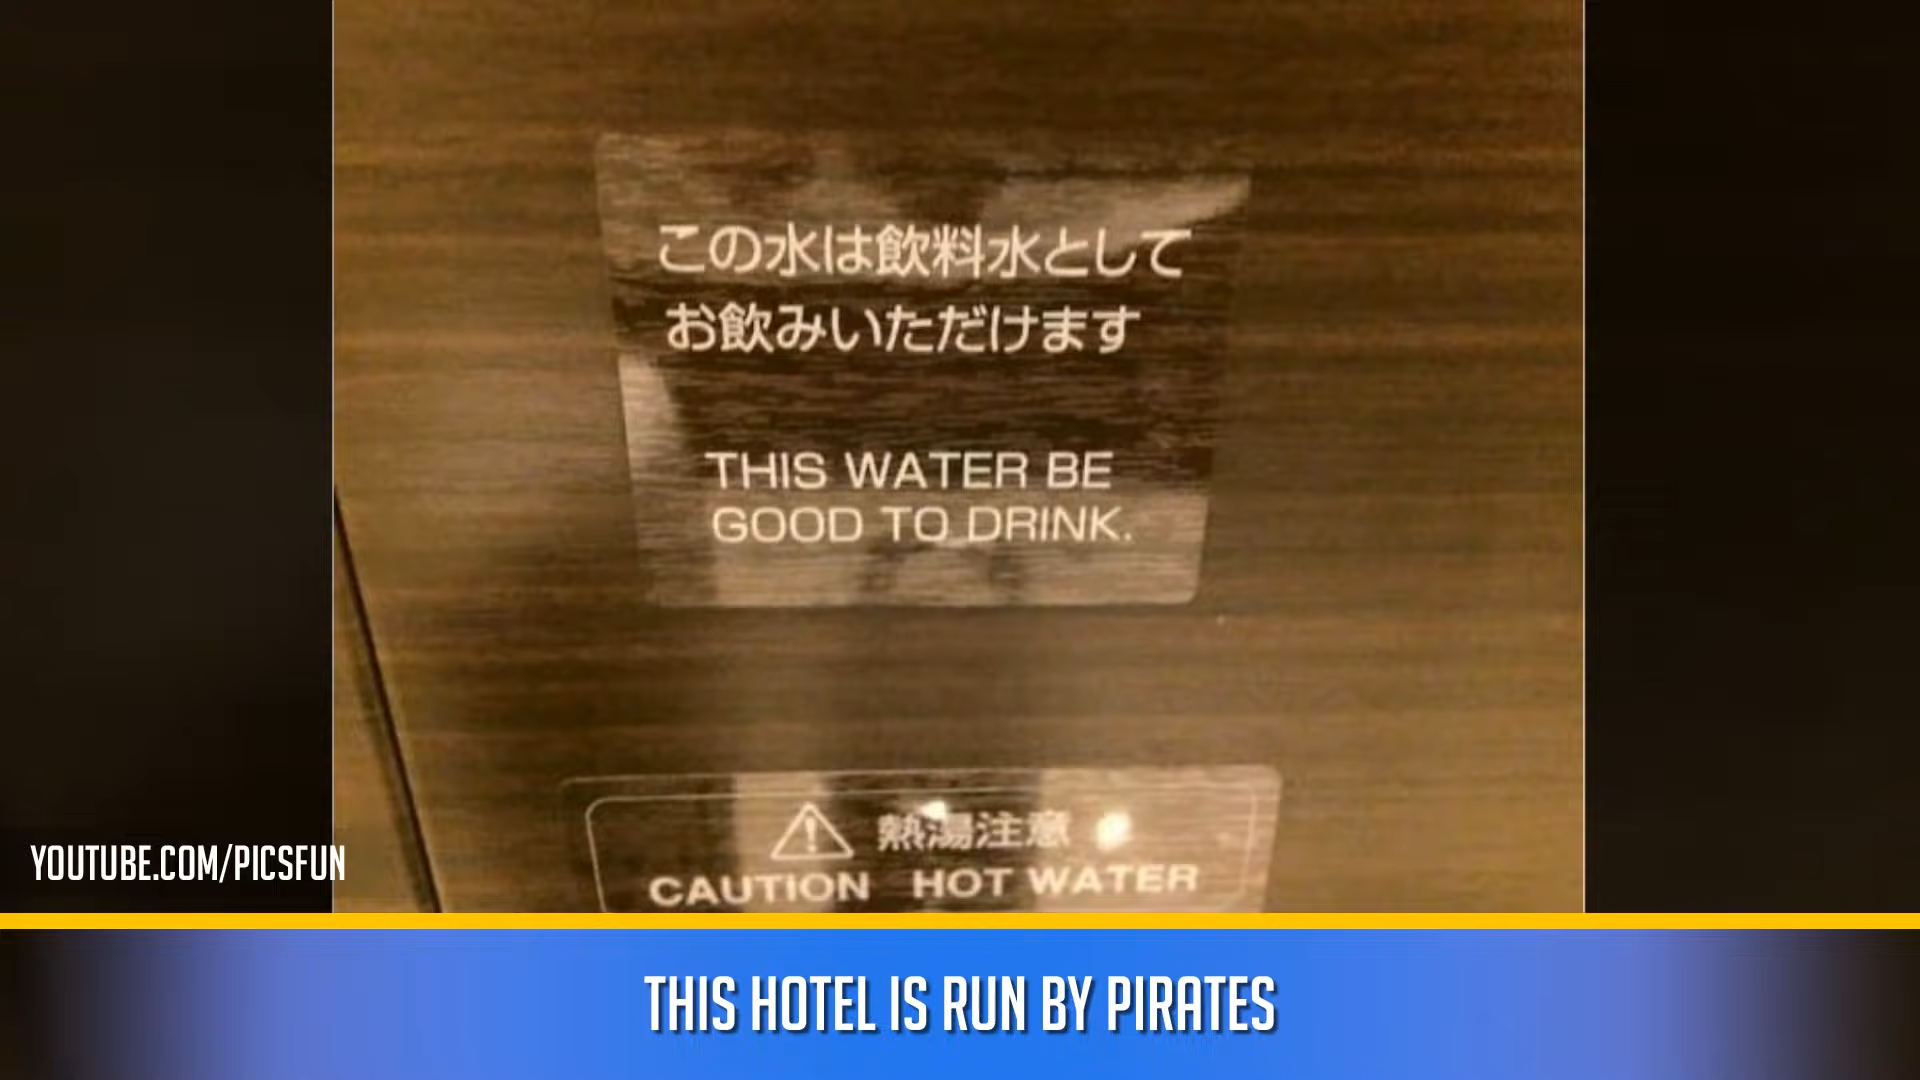 この水は飲料水として
お飲みいただけます
THIS WATER BE
GOOD TO DRINK.
熱湯注意
CAUTION HOT WATER
YOUTUBE.COM/PICSFUN
THIS HOTEL IS RUN BY PIRATES